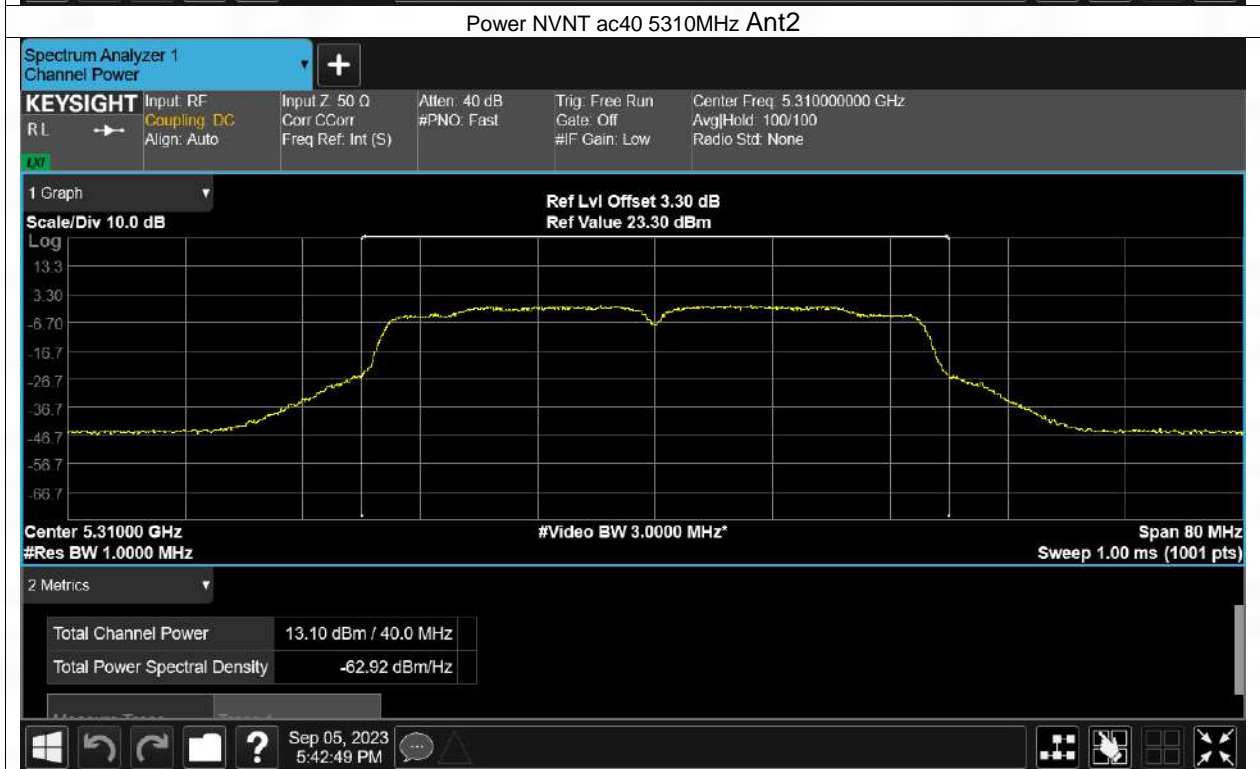 Power NVNT ac40 5310MHz Ant2
Spectrum Analyzer 1
Channel Power
+
KEYSIGHT
RL
LXI
Input: RF
Coupling: DC
Align: Auto
Input Z: 50 Ω
Corr CCorr
Freq Ref: Int (S)
Atten: 40 dB
#PNO: Fast
Trig: Free Run
Gate: Off
#IF Gain: Low
Center Freq: 5.310000000 GHz
Avg|Hold: 100/100
Radio Std: None
1 Graph
Ref Lvl Offset 3.30 dB
Scale/Div 10.0 dB
Ref Value 23.30 dBm
Log
13.3
3.30
-6.70
-16.7
-26.7
-36.7
-46.7
-56.7
-66.7
Center 5.31000 GHz
#Video BW 3.0000 MHz*
Span 80 MHz
#Res BW 1.0000 MHz
Sweep 1.00 ms (1001 pts)
2 Metrics
Total Channel Power 13.10 dBm / 40.0 MHz
Total Power Spectral Density -62.92 dBm/Hz
?
Sep 05, 2023
5:42:49 PM